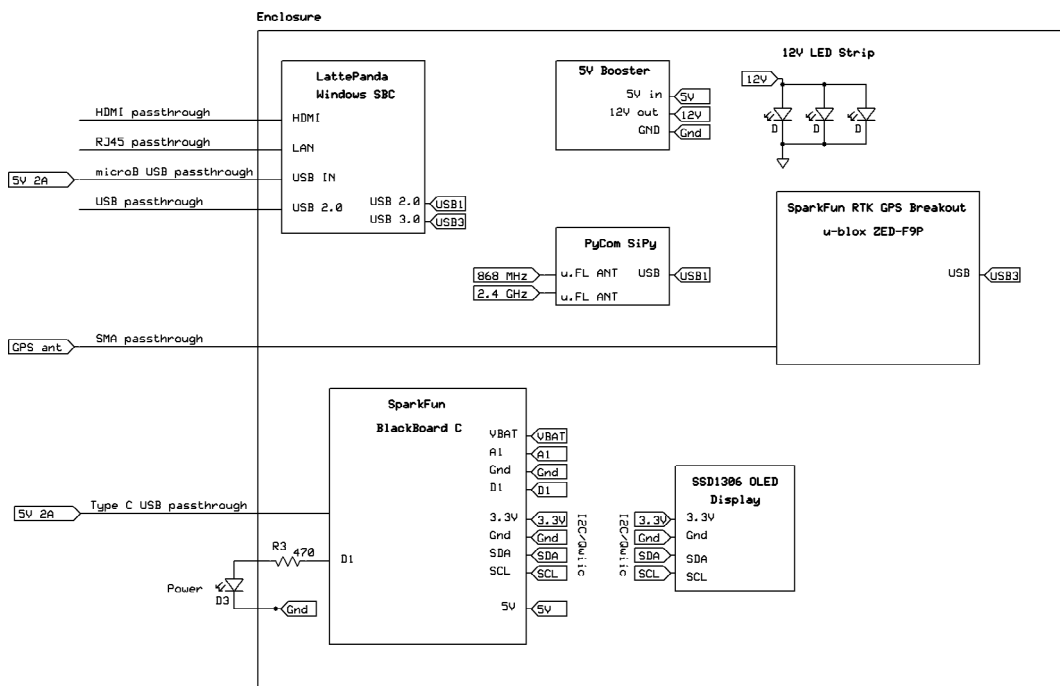 Enclosure
LattePanda
Windows SBC
HDMI passthrough
HDMI
RJ45 passthrough
LAN
microB USB passthrough
5V 2A
USB IN
USB passthrough
USB 2.0
USB 2.0
USB1
USB 3.0
USB3
5V Booster
5V in
5V
12V out
12V
GND
Gnd
12V LED Strip
12V
D
D
D
PyCom SiPy
868 MHz
u.FL ANT
USB
USB1
2.4 GHz
u.FL ANT
SparkFun RTK GPS Breakout
u-blox ZED-F9P
USB
USB3
GPS ant
SMA passthrough
SparkFun
BlackBoard C
VBAT
VBAT
A1
A1
Gnd
Gnd
D1
D1
Type C USB passthrough
5V 2A
3.3V
3.3V
Gnd
Gnd
SDA
SDA
SCL
SCL
I2C/Qwiic
5V
5V
R3
470
D1
Power
D3
Gnd
SSD1306 OLED
Display
I2C/Qwiic
3.3V
3.3V
Gnd
Gnd
SDA
SDA
SCL
SCL